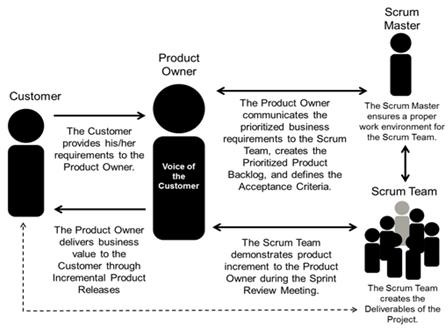 Scrum
Master
Product
Owner
Customer
The Customer
provides his/her
requirements to the
Product Owner.
Voice of
the
Customer
The Product Owner
communicates the
prioritized business
requirements to the Scrum
Team, creates the
Prioritized Product
Backlog, and defines the
Acceptance Criteria.
The Scrum Master
ensures a proper
work environment for
the Scrum Team.
Scrum Team
The Product Owner
delivers business
value to the
Customer through
Incremental Product
Releases
The Scrum Team
demonstrates product
increment to the Product
Owner during the Sprint
Review Meeting.
The Scrum Team
creates the
Deliverables of the
Project.